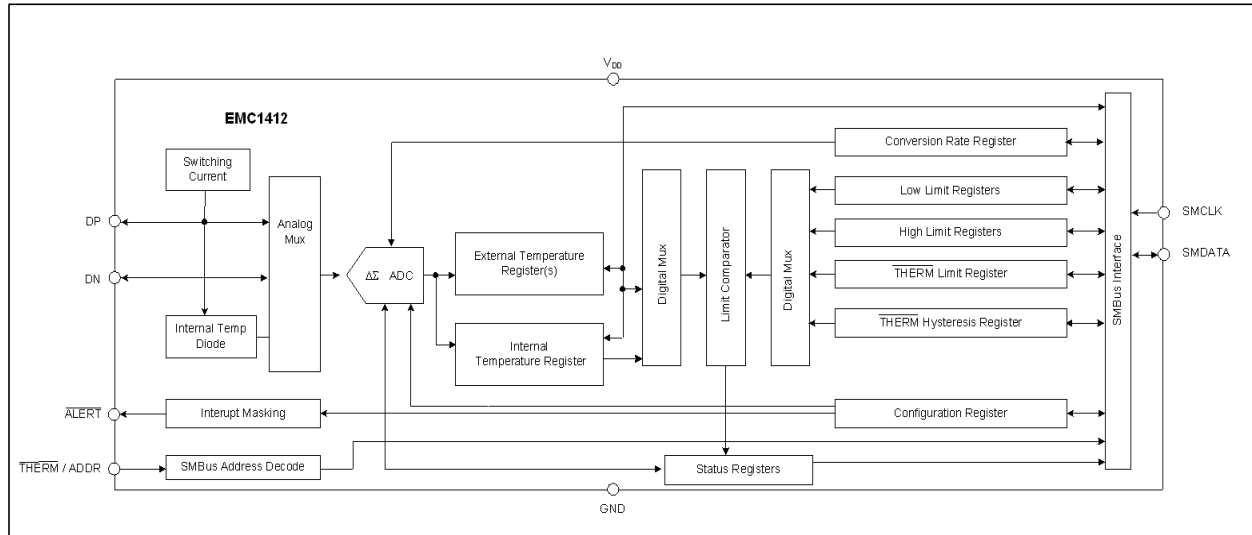 V_DD
EMC1412
Switching
Current
Conversion Rate Register
Low Limit Registers
DP
Analog
Mux
SMCLK
High Limit Registers
External Temperature
Register(s)
DN
ΔΣ ADC
Digital Mux
Limit Comparator
Digital Mux
THERM Limit Register
SMBus Interface
SMDATA
Internal Temp
Diode
Internal
Temperature Register
THERM Hysteresis Register
ALERT
Interupt Masking
Configuration Register
THERM / ADDR
SMBus Address Decode
Status Registers
GND